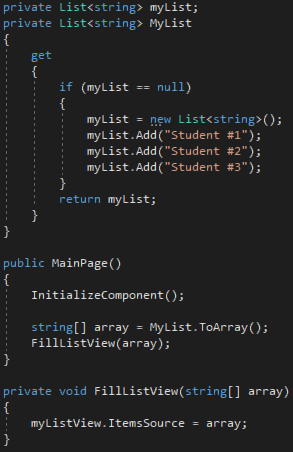 private List<string> myList;
private List<string> MyList
{
get
{
if (myList == null)
{
myList = new List<string>();
myList.Add("Student #1");
myList.Add("Student #2");
myList.Add("Student #3");
}
return myList;
}
}
public MainPage()
{
InitializeComponent();
string[] array = MyList.ToArray();
FillListView(array);
}
private void FillListView(string[] array)
{
myListView.ItemsSource = array;
}